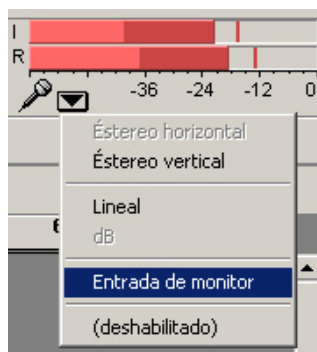 I
R
-36 -24 -12 0
Éstereo horizontal
Éstereo vertical
Lineal
dB
Entrada de monitor
(deshabilitado)